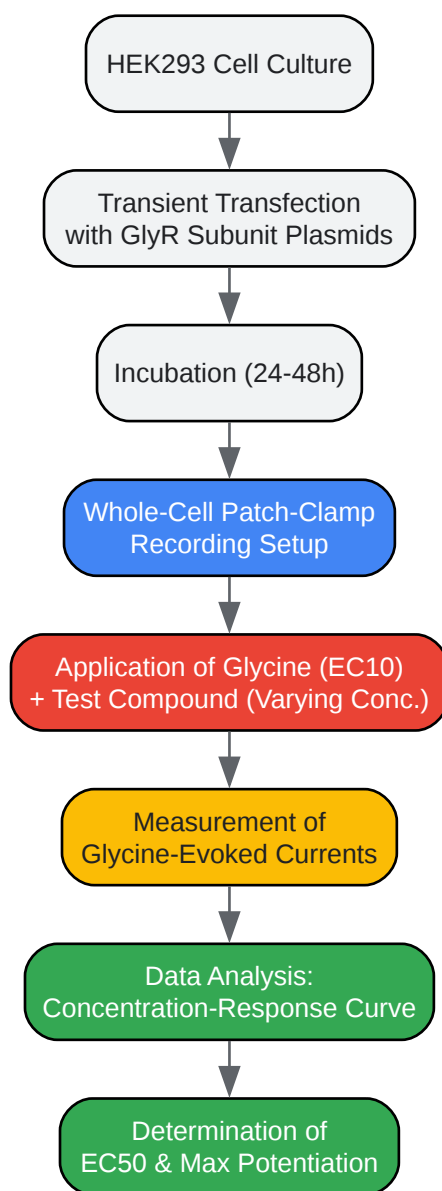 HEK293 Cell Culture
Transient Transfection
with GlyR Subunit Plasmids
Incubation (24-48h)
Whole-Cell Patch-Clamp
Recording Setup
Application of Glycine (EC10)
+ Test Compound (Varying Conc.)
Measurement of
Glycine-Evoked Currents
Data Analysis:
Concentration-Response Curve
Determination of
EC50 & Max Potentiation